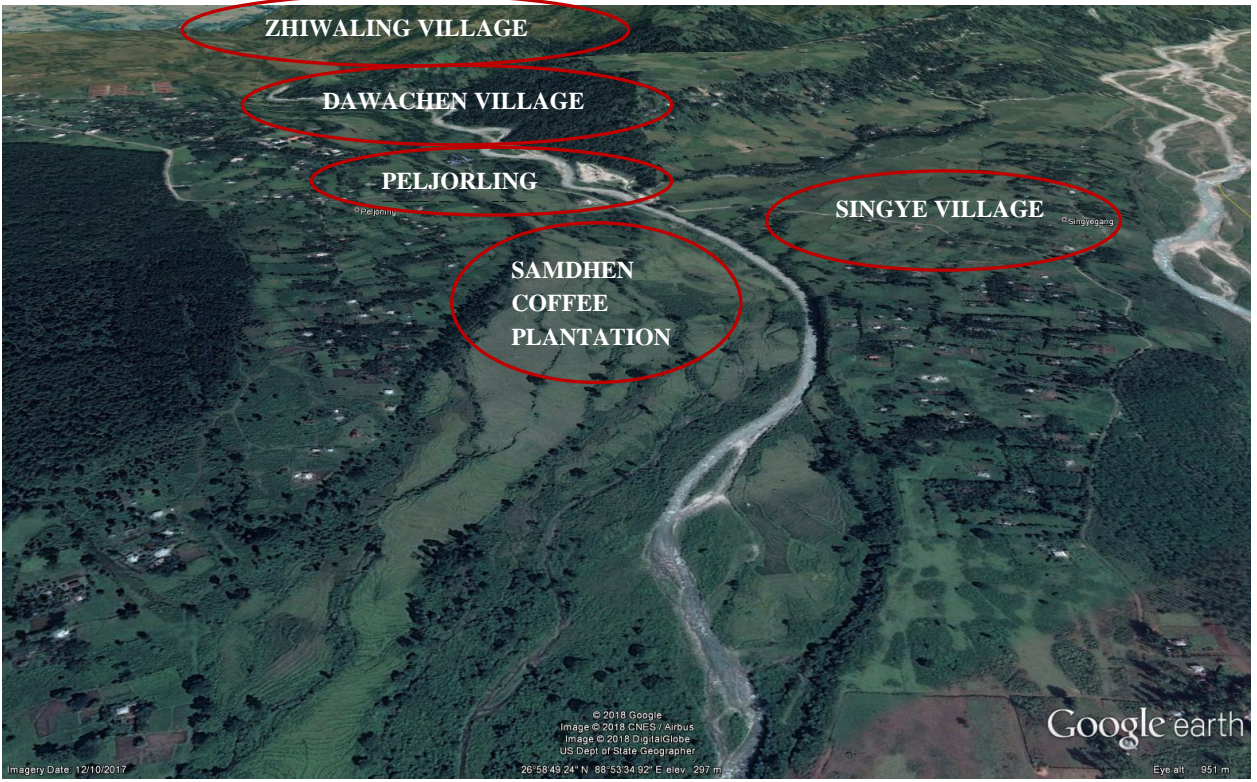 ZHIWALING VILLAGE
DAWACHEN VILLAGE
PELJORLING
Peljorling
SINGYE VILLAGE
Singyegang
SAMDHEN
COFFEE
PLANTATION
© 2018 Google
Image © 2018 CNES / Airbus
Image © 2018 DigitalGlobe
US Dept of State Geographer
Google earth
Imagery Date: 12/10/2017
26°58'49.24" N 88°53'34.92" E elev 297 m
Eye alt 951 m